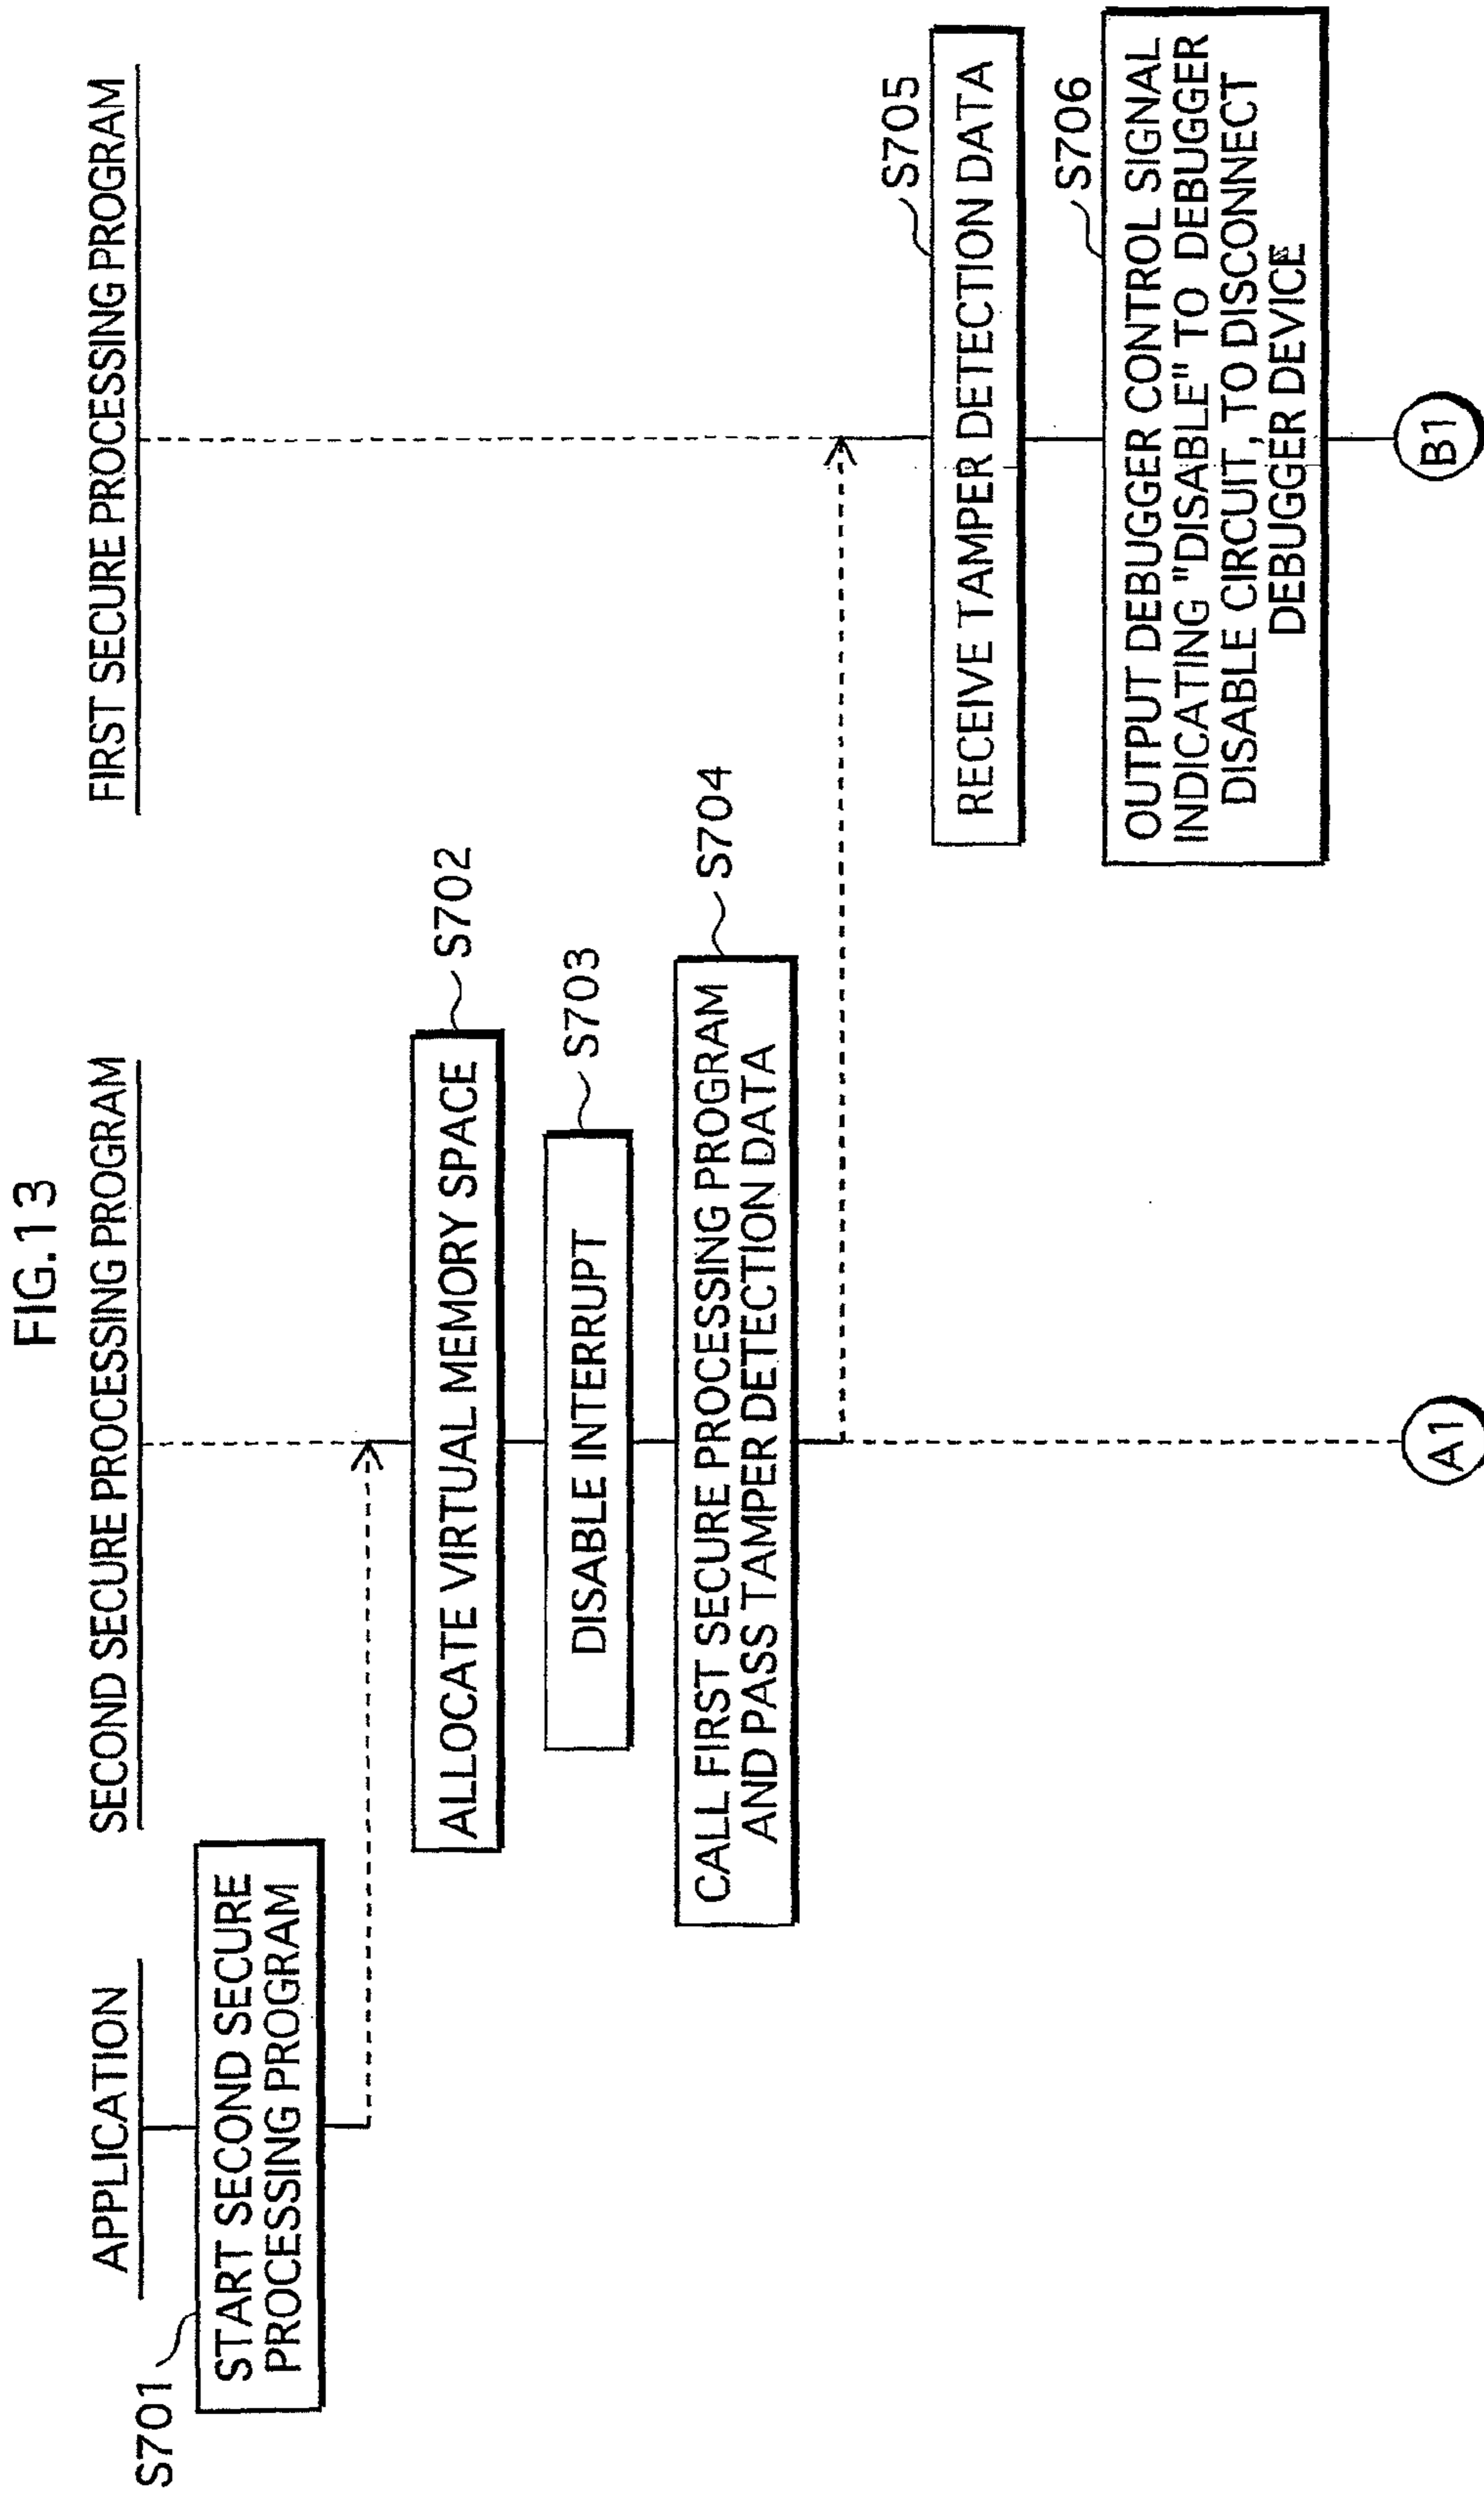 FIG.13
APPLICATION
SECOND SECURE PROCESSING PROGRAM
FIRST SECURE PROCESSING PROGRAM
S701
START SECOND SECURE
PROCESSING PROGRAM
ALLOCATE VIRTUAL MEMORY SPACE
S702
DISABLE INTERRUPT
S703
CALL FIRST SECURE PROCESSING PROGRAM
AND PASS TAMPER DETECTION DATA
S704
S705
RECEIVE TAMPER DETECTION DATA
S706
OUTPUT DEBUGGER CONTROL SIGNAL
INDICATING "DISABLE" TO DEBUGGER
DISABLE CIRCUIT, TO DISCONNECT
DEBUGGER DEVICE
A1
B1